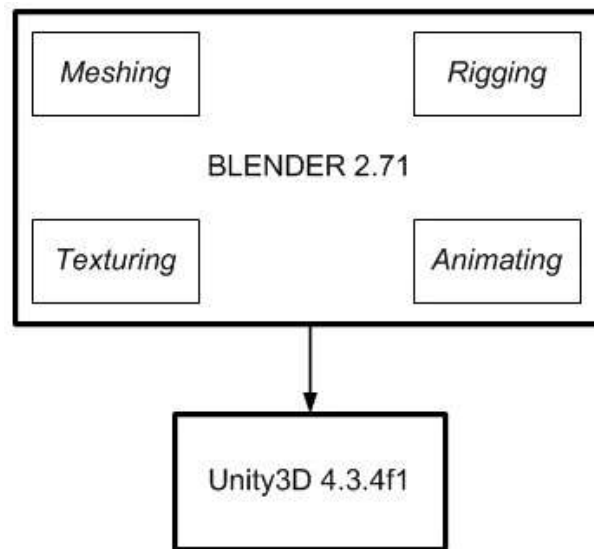 Meshing
Rigging
BLENDER 2.71
Texturing
Animating
Unity3D 4.3.4f1